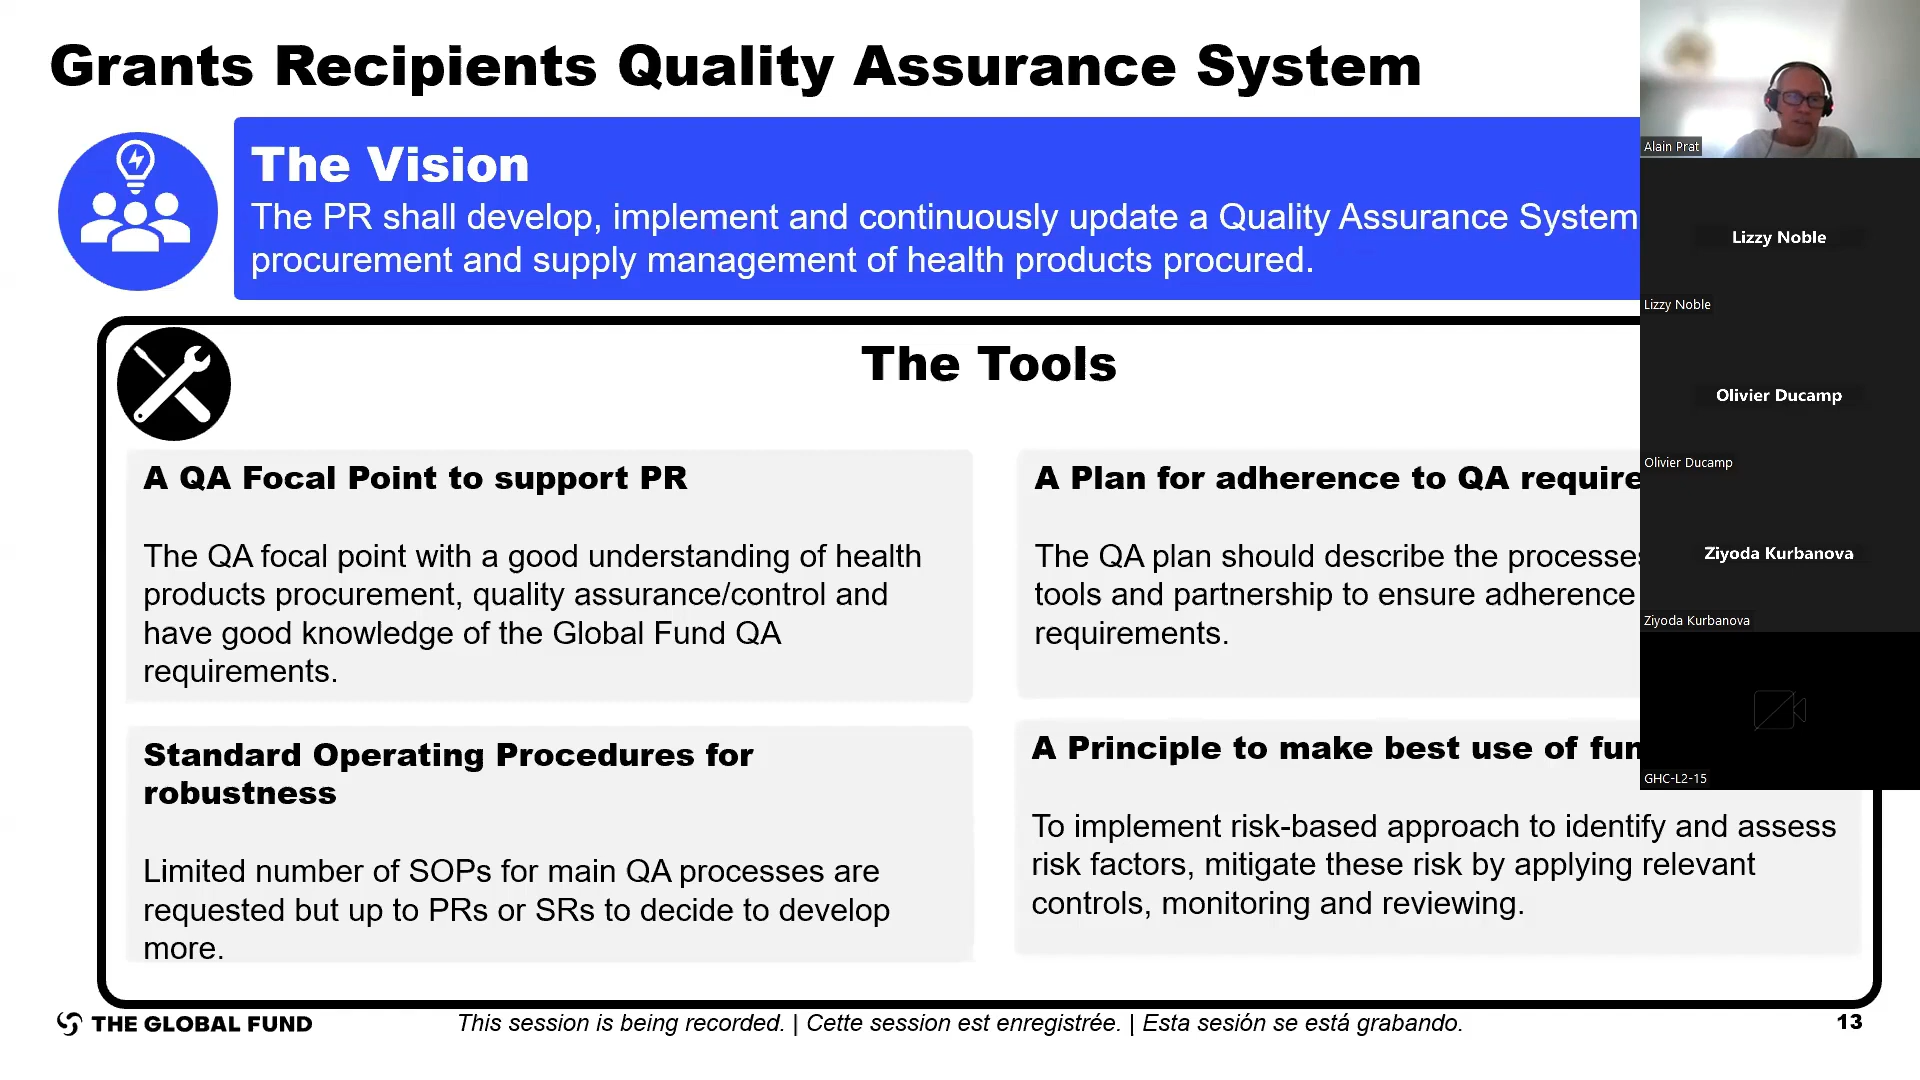 Grants Recipients Quality Assurance System
The Vision
The PR shall develop, implement and continuously update a Quality Assurance System
procurement and supply management of health products procured.
The Tools
A QA Focal Point to support PR
The QA focal point with a good understanding of health
products procurement, quality assurance/control and
have good knowledge of the Global Fund QA
requirements.
A Plan for adherence to QA
The QA plan should describe the processes
tools and partnership to ensure adherence
requirements.
Standard Operating Procedures for
robustness
Limited number of SOPs for main QA processes are
requested but up to PRs or SRs to decide to develop
more.
A Principle to make best use of
To implement risk-based approach to identify and assess
risk factors, mitigate these risk by applying relevant
controls, monitoring and reviewing.
THE GLOBAL FUND
This session is being recorded. | Cette session est enregistrée. | Esta sesión se está grabando.
13
Alain Prat
Lizzy Noble
Lizzy Noble
Olivier Ducamp
Olivier Ducamp
Ziyoda Kurbanova
Ziyoda Kurbanova
GHC-L2-15